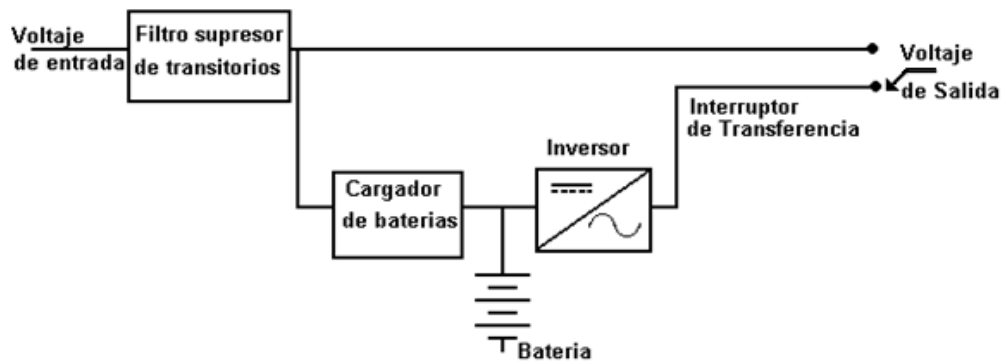 Voltaje
de entrada
Filtro supresor
de transitorios
Voltaje
de Salida
Interruptor
de Transferencia
Inversor
Cargador
de baterias
Bateria